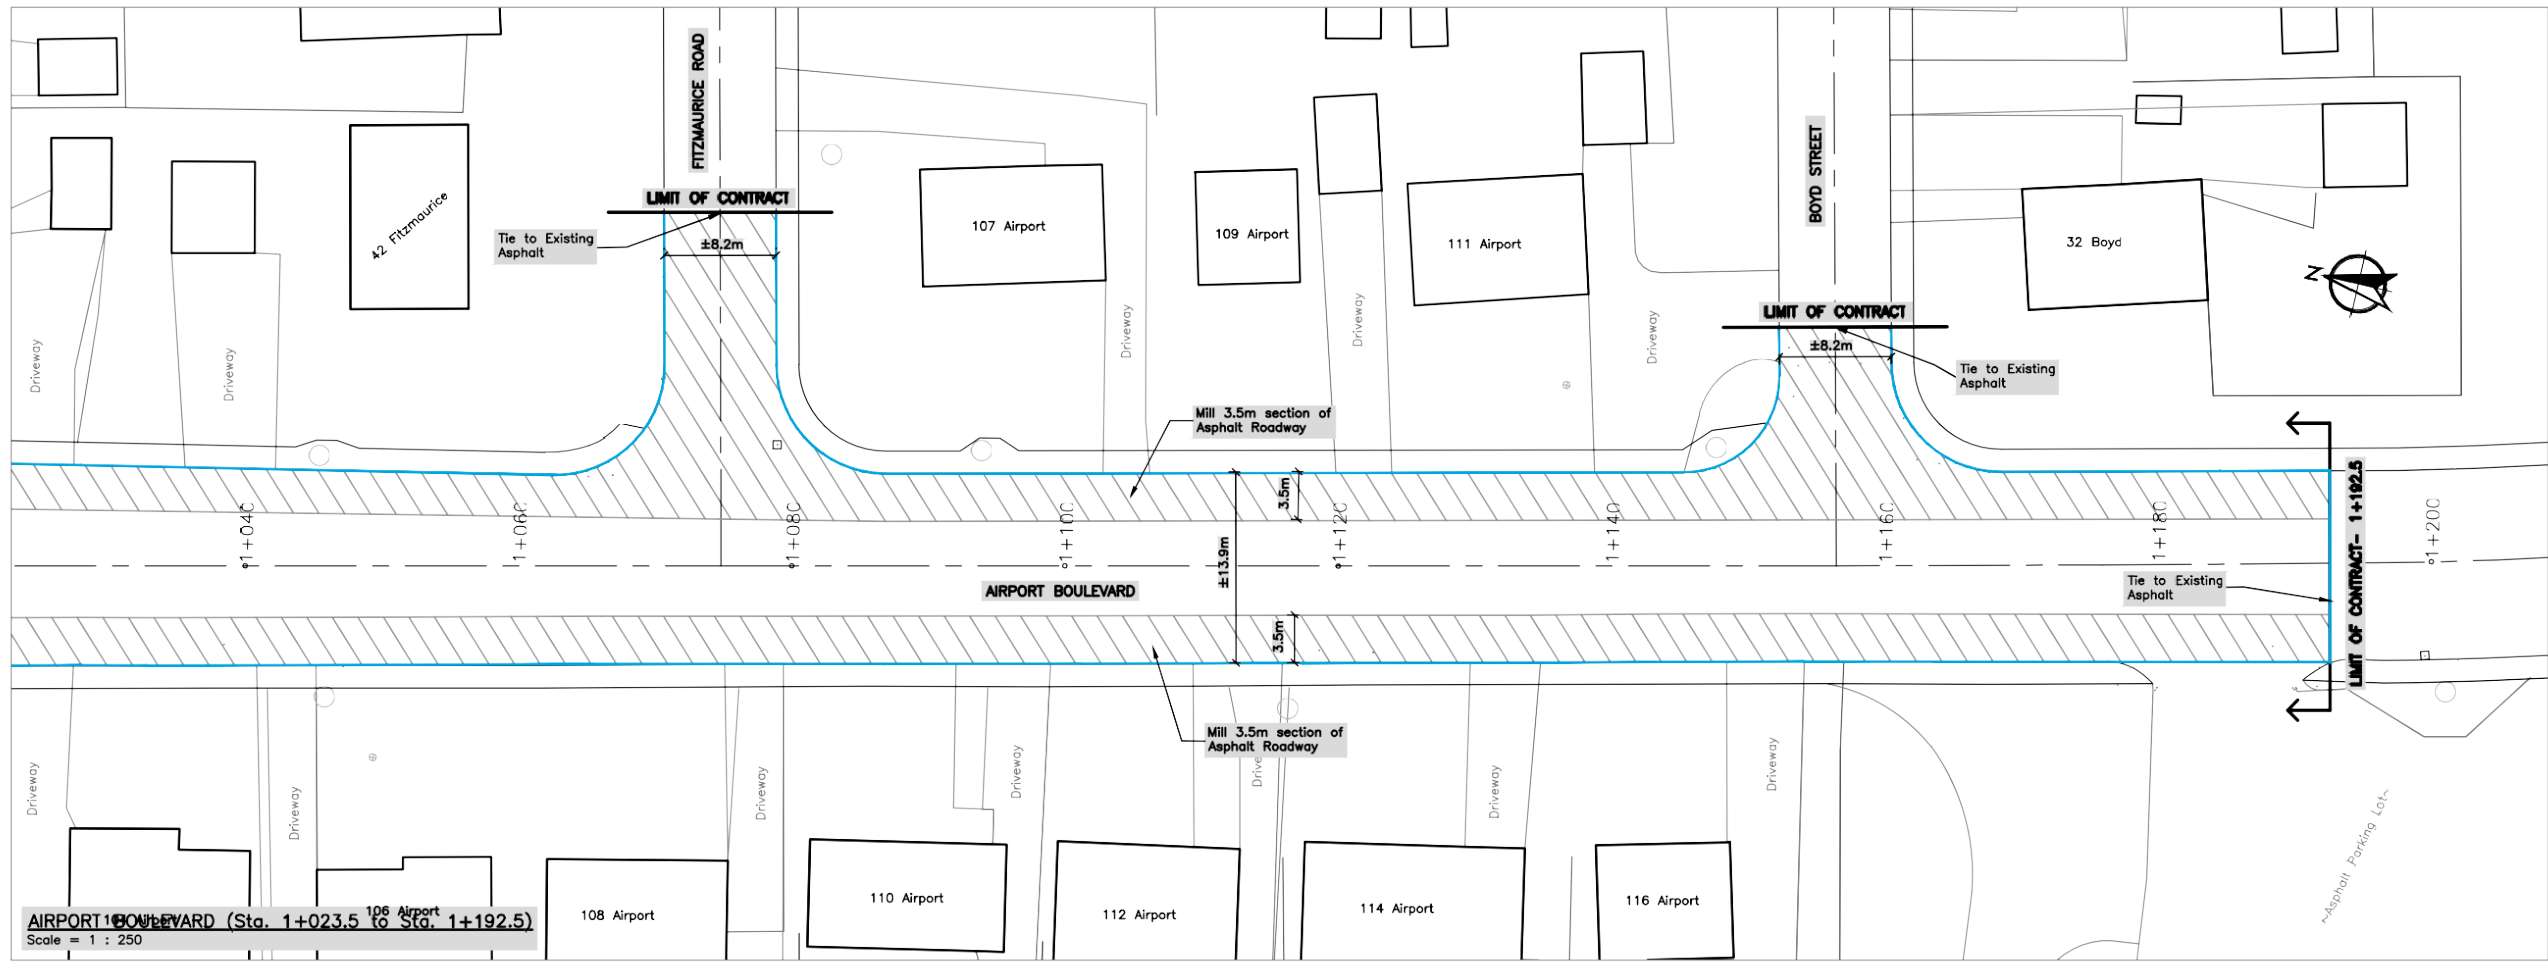 FITZMAURICE ROAD
BOYD STREET
LIMIT OF CONTRACT
Tie to Existing
Asphalt
±8.2m
42 Fitzmaurice
107 Airport
109 Airport
111 Airport
32 Boyd
N
LIMIT OF CONTRACT
±8.2m
Tie to Existing
Asphalt
Driveway
Driveway
Driveway
Driveway
Driveway
Mill 3.5m section of
Asphalt Roadway
3.5m
1+040
1+060
1+080
1+100
1+120
1+140
1+160
1+180
1+200
±13.9m
AIRPORT BOULEVARD
Tie to Existing
Asphalt
LIMIT OF CONTRACT- 1+192.5
3.5m
Mill 3.5m section of
Asphalt Roadway
Driveway
Driveway
Driveway
Driveway
Driveway
Driveway
~Asphalt Parking Lot~
106 Airport
108 Airport
110 Airport
112 Airport
114 Airport
116 Airport
AIRPORT BOULEVARD (Sta. 1+023.5 to Sta. 1+192.5)
Scale = 1 : 250